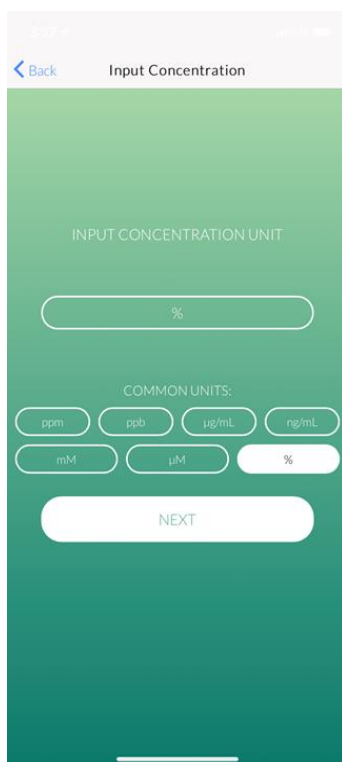 Back Input Concentration
INPUT CONCENTRATION UNIT
%
COMMON UNITS:
ppm ppb µg/mL ng/mL
mM µM %
NEXT